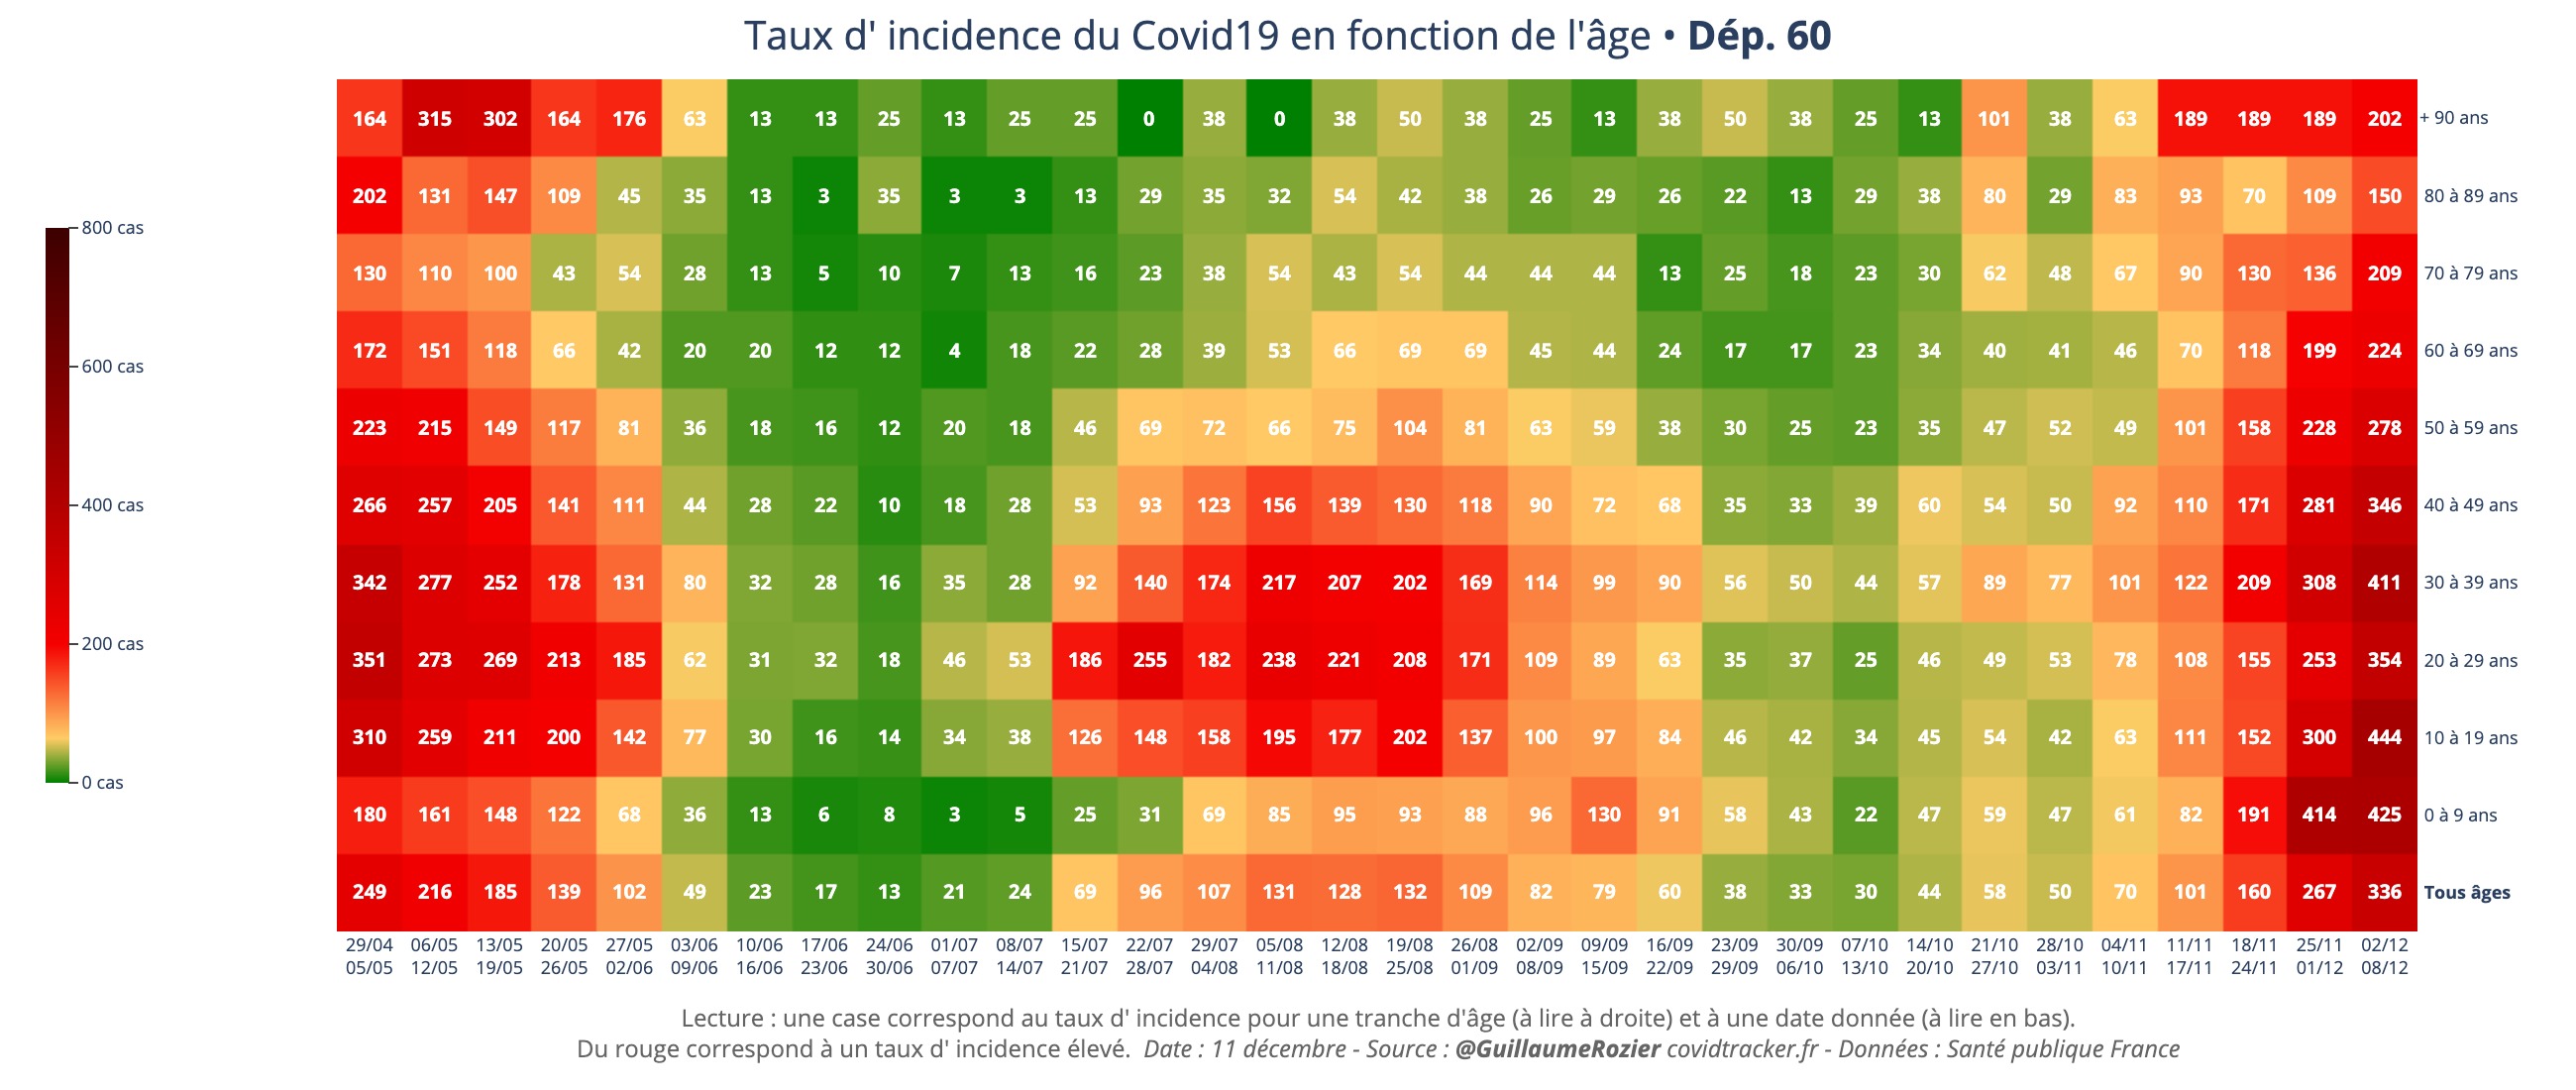 Taux d' incidence du Covid19 en fonction de l'âge • Dép. 60
800 cas
600 cas
400 cas
200 cas
0 cas
164 315 302 164 176 63 13 13 25 13 25 25 0 38 0 38 50 38 25 13 38 50 38 25 13 101 38 63 189 189 189 202 + 90 ans
202 131 147 109 45 35 13 3 35 3 3 13 29 35 32 54 42 38 26 29 26 22 13 29 38 80 29 83 93 70 109 150 80 à 89 ans
130 110 100 43 54 28 13 5 10 7 13 16 23 38 54 43 54 44 44 44 13 25 18 23 30 62 48 67 90 130 136 209 70 à 79 ans
172 151 118 66 42 20 20 12 12 4 18 22 28 39 53 66 69 69 45 44 24 17 17 23 34 40 41 46 70 118 199 224 60 à 69 ans
223 215 149 117 81 36 18 16 12 20 18 46 69 72 66 75 104 81 63 59 38 30 25 23 35 47 52 49 101 158 228 278 50 à 59 ans
266 257 205 141 111 44 28 22 10 18 28 53 93 123 156 139 130 118 90 72 68 35 33 39 60 54 50 92 110 171 281 346 40 à 49 ans
342 277 252 178 131 80 32 28 16 35 28 92 140 174 217 207 202 169 114 99 90 56 50 44 57 89 77 101 122 209 308 411 30 à 39 ans
351 273 269 213 185 62 31 32 18 46 53 186 255 182 238 221 208 171 109 89 63 35 37 25 46 49 53 78 108 155 253 354 20 à 29 ans
310 259 211 200 142 77 30 16 14 34 38 126 148 158 195 177 202 137 100 97 84 46 42 34 45 54 42 63 111 152 300 444 10 à 19 ans
180 161 148 122 68 36 13 6 8 3 5 25 31 69 85 95 93 88 96 130 91 58 43 22 47 59 47 61 82 191 414 425 0 à 9 ans
249 216 185 139 102 49 23 17 13 21 24 69 96 107 131 128 132 109 82 79 60 38 33 30 44 58 50 70 101 160 267 336 Tous âges
29/04 06/05 13/05 20/05 27/05 03/06 10/06 17/06 24/06 01/07 08/07 15/07 22/07 29/07 05/08 12/08 19/08 26/08 02/09 09/09 16/09 23/09 30/09 07/10 14/10 21/10 28/10 04/11 11/11 18/11 25/11 02/12
05/05 12/05 19/05 26/05 02/06 09/06 16/06 23/06 30/06 07/07 14/07 21/07 28/07 04/08 11/08 18/08 25/08 01/09 08/09 15/09 22/09 29/09 06/10 13/10 20/10 27/10 03/11 10/11 17/11 24/11 01/12 08/12
Lecture : une case correspond au taux d' incidence pour une tranche d'âge (à lire à droite) et à une date donnée (à lire en bas).
Du rouge correspond à un taux d' incidence élevé. Date : 11 décembre - Source : @GuillaumeRozier covidtracker.fr - Données : Santé publique France